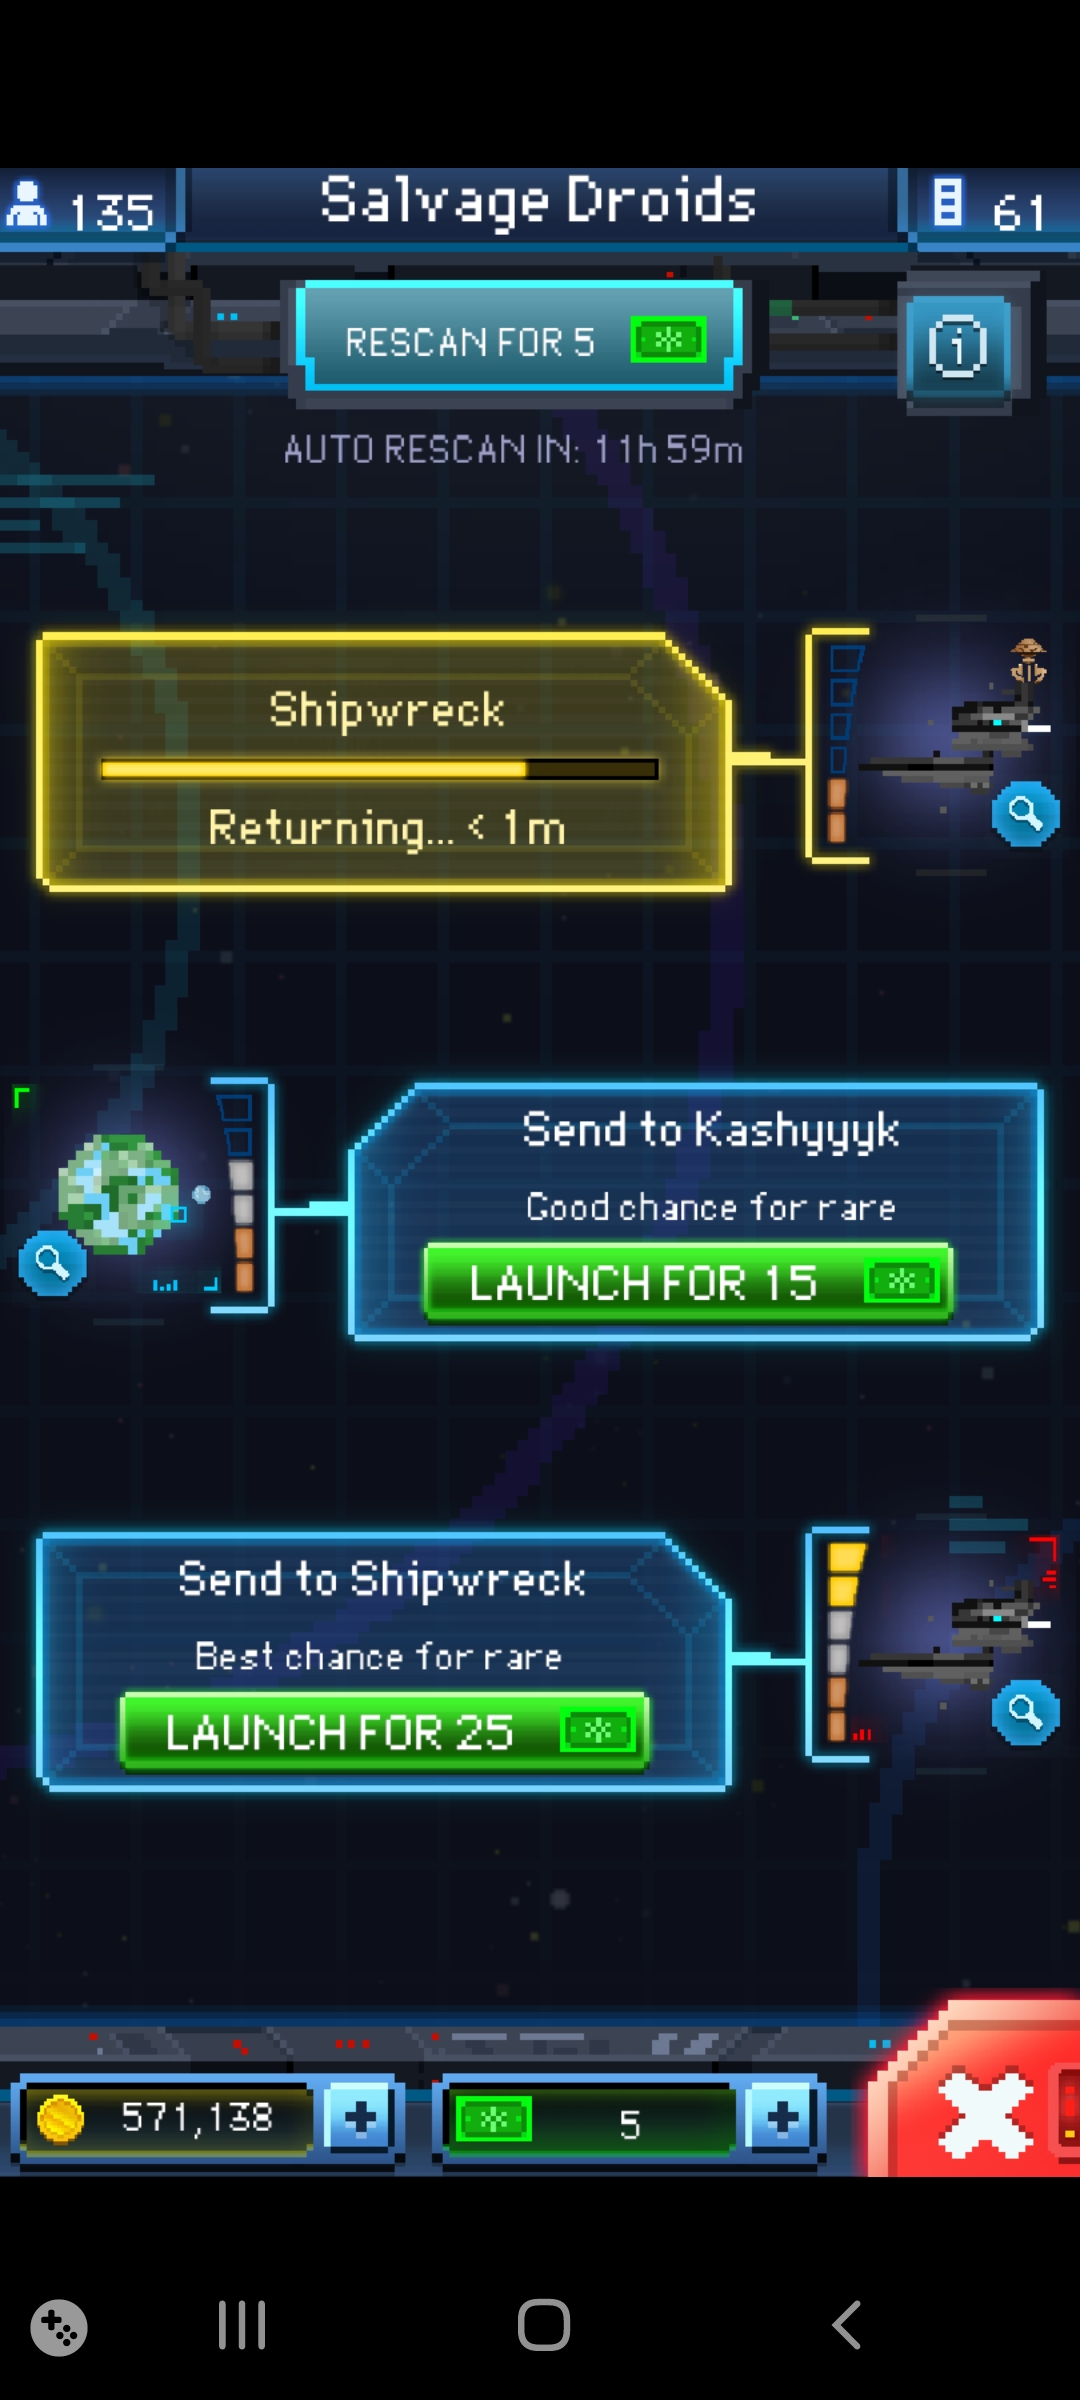 135
Salvage Droids
61
RESCAN FOR 5
AUTO RESCAN IN: 11h 59m
Shipwreck
Returning... < 1m
Send to Kashyyyk
Good chance for rare
LAUNCH FOR 15
Send to Shipwreck
Best chance for rare
LAUNCH FOR 25
571,138
5